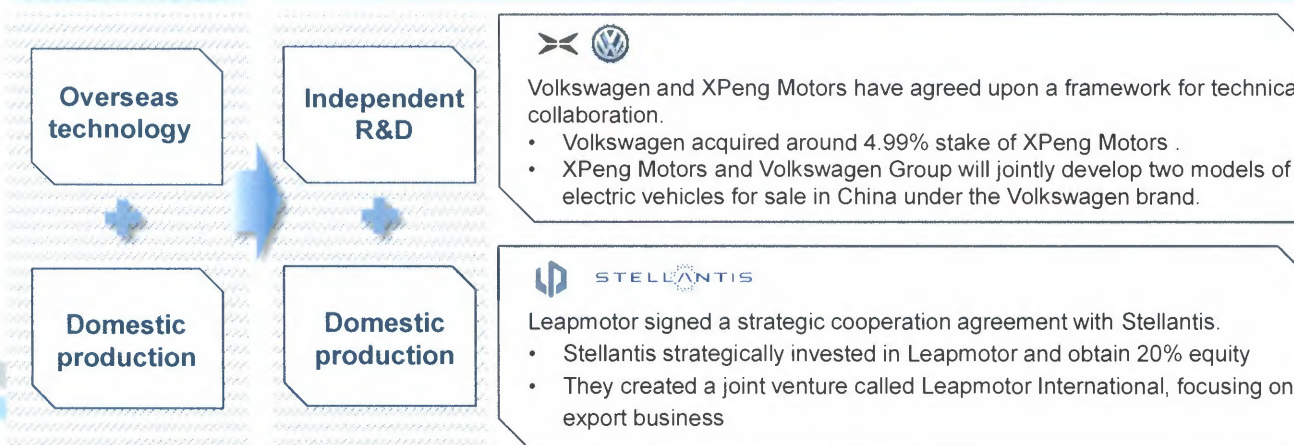 Overseas
technology
Domestic
production
Independent
R&D
Domestic
production
Volkswagen and XPeng Motors have agreed upon a framework for technica
collaboration.
• Volkswagen acquired around 4.99% stake of XPeng Motors .
• XPeng Motors and Volkswagen Group will jointly develop two models of
electric vehicles for sale in China under the Volkswagen brand.
STELLANTIS
Leapmotor signed a strategic cooperation agreement with Stellantis.
• Stellantis strategically invested in Leapmotor and obtain 20% equity
• They created a joint venture called Leapmotor International, focusing on
export business